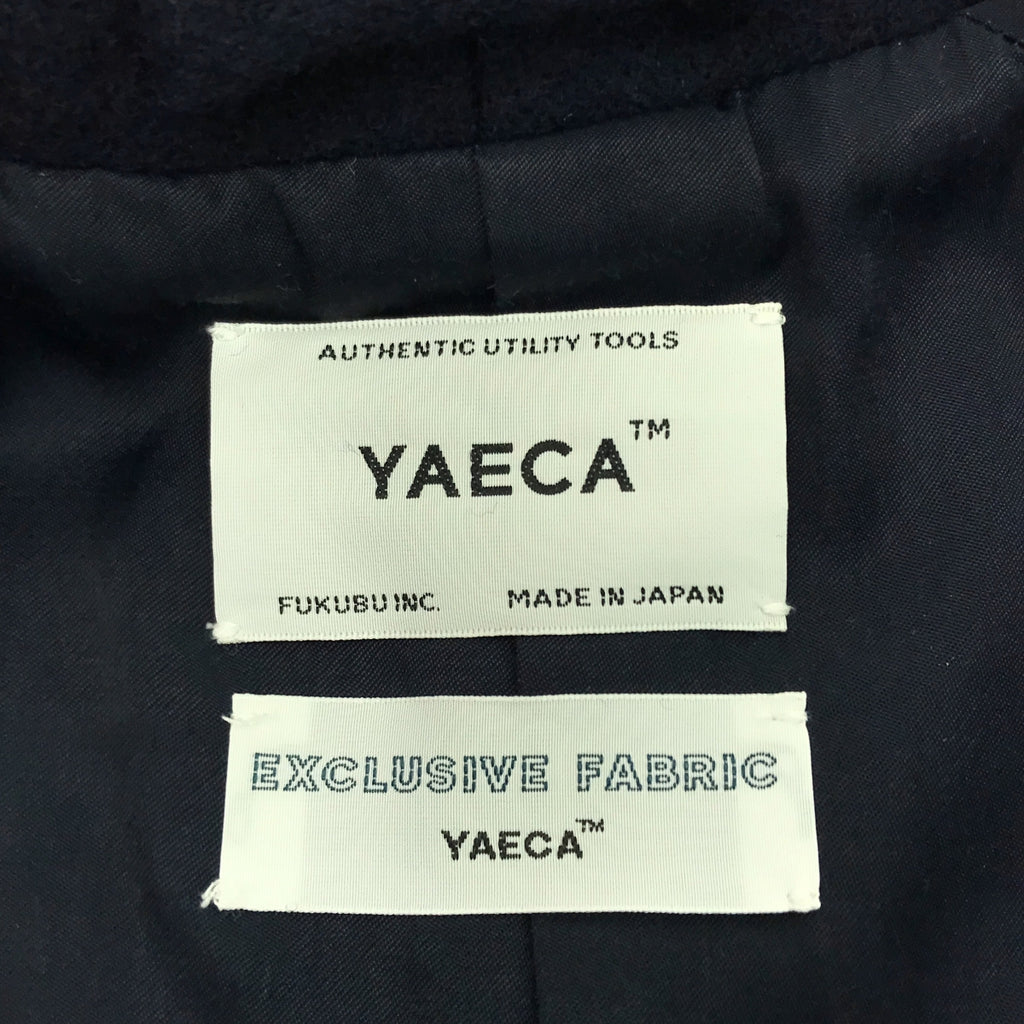 AUTHENTIC UTILITY TOOLS
YAECA™
FUKUBU INC. MADE IN JAPAN
EXCLUSIVE FABRIC
YAECA™